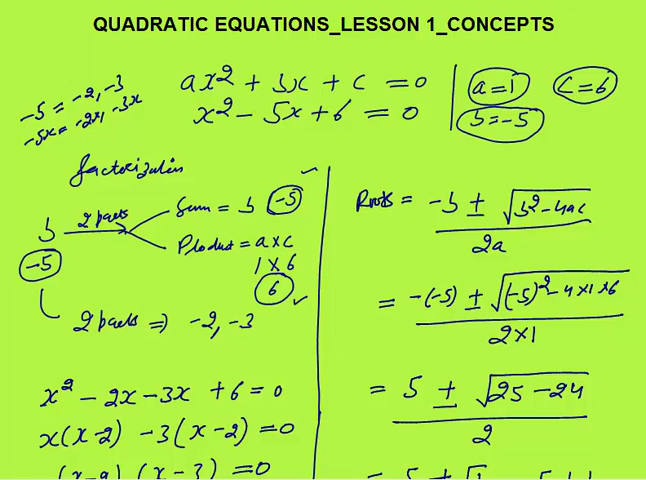 QUADRATIC EQUATIONS_LESSON 1_CONCEPTS
-5 = -2, -3
-5x = -2x, -3x
ax² + bx + c = 0
x² - 5x + 6 = 0
a = 1
c = 6
b = -5
factorization
b
-5
2 parts
Sum = b -5
Product = a×c
1 × 6
6
2 parts ⇒ -2, -3
x² - 2x - 3x + 6 = 0
x(x-2) - 3(x-2) = 0
(x-2) (x-3) = 0
Roots = (-b ± √(b² - 4ac)) / 2a
= (-(-5) ± √((-5)² - 4×1×6)) / 2×1
= (5 ± √(25 - 24)) / 2